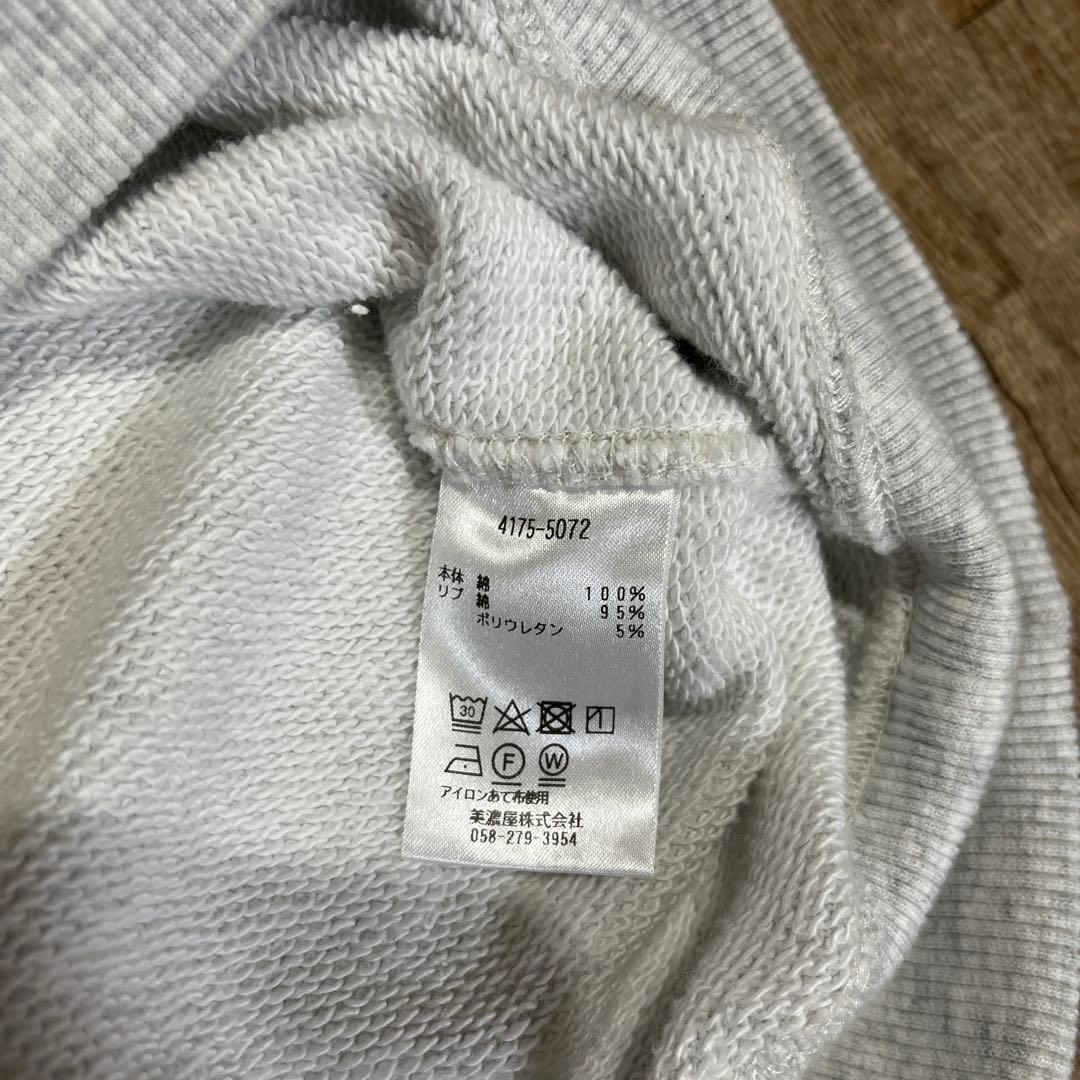 4175-5072
本体 綿 100%
リブ 綿 95%
ポリウレタン 5%
30 1
F W
アイロンあて布使用
美濃屋株式会社
058-279-3954